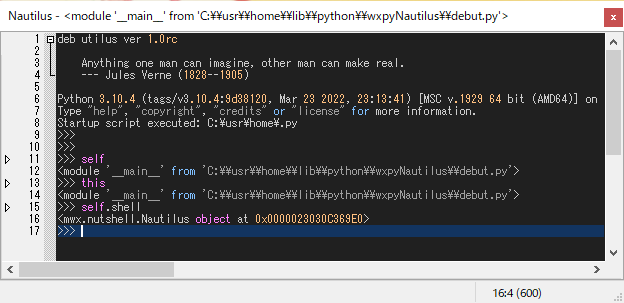 Nautilus - <module '__main__' from 'C:¥¥usr¥¥home¥¥lib¥¥python¥¥wxpyNautilus¥¥debut.py'>
x
1 deb utilus ver 1.0rc
2
3 Anything one man can imagine, other man can make real.
4 --- Jules Verne (1828--1905)
5
6 Python 3.10.4 (tags/v3.10.4:9d38120, Mar 23 2022, 23:13:41) [MSC v.1929 64 bit (AMD64)] on
7 Type "help", "copyright", "credits" or "license" for more information.
8 Startup script executed: C:¥usr¥home¥.py
9 >>>
10 >>>
11 >>> self
12 <module '__main__' from 'C:¥¥usr¥¥home¥¥lib¥¥python¥¥wxpyNautilus¥¥debut.py'>
13 >>> this
14 <module '__main__' from 'C:¥¥usr¥¥home¥¥lib¥¥python¥¥wxpyNautilus¥¥debut.py'>
15 >>> self.shell
16 <mwx.nutshell.Nautilus object at 0x0000023030C369E0>
17 >>>
16:4 (600)